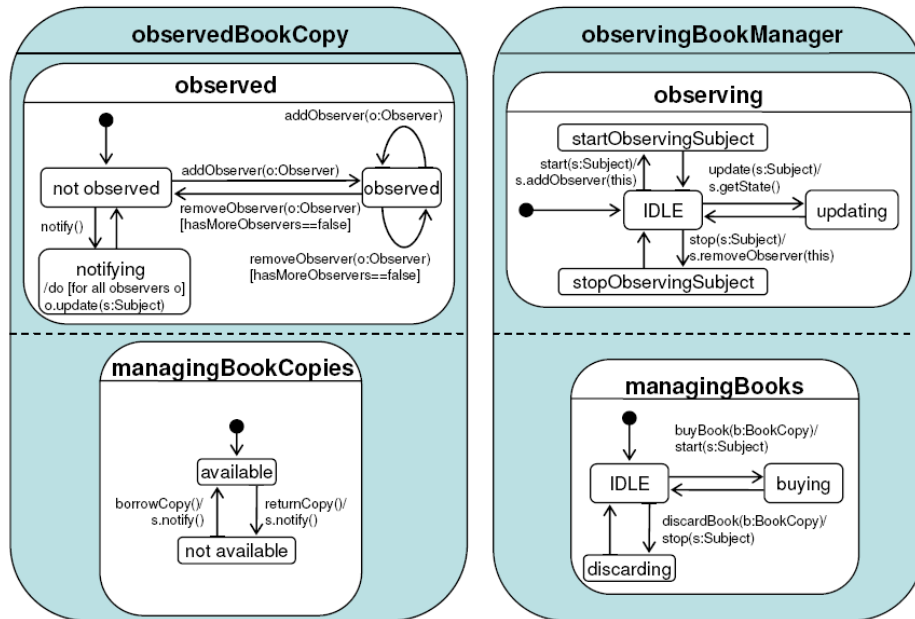 observedBookCopy
observed
addObserver(o:Observer)
not observed
addObserver(o:Observer)
observed
removeObserver(o:Observer)
[hasMoreObservers==false]
notify()
notifying
/do [for all observers o]
o.update(s:Subject)
removeObserver(o:Observer)
[hasMoreObservers==false]
managingBookCopies
available
borrowCopy()/
s.notify()
returnCopy()/
s.notify()
not available
observingBookManager
observing
startObservingSubject
start(s:Subject)/
s.addObserver(this)
update(s:Subject)/
s.getState()
IDLE
updating
stop(s:Subject)/
s.removeObserver(this)
stopObservingSubject
managingBooks
buyBook(b:BookCopy)/
start(s:Subject)
IDLE
buying
discardBook(b:BookCopy)/
stop(s:Subject)
discarding